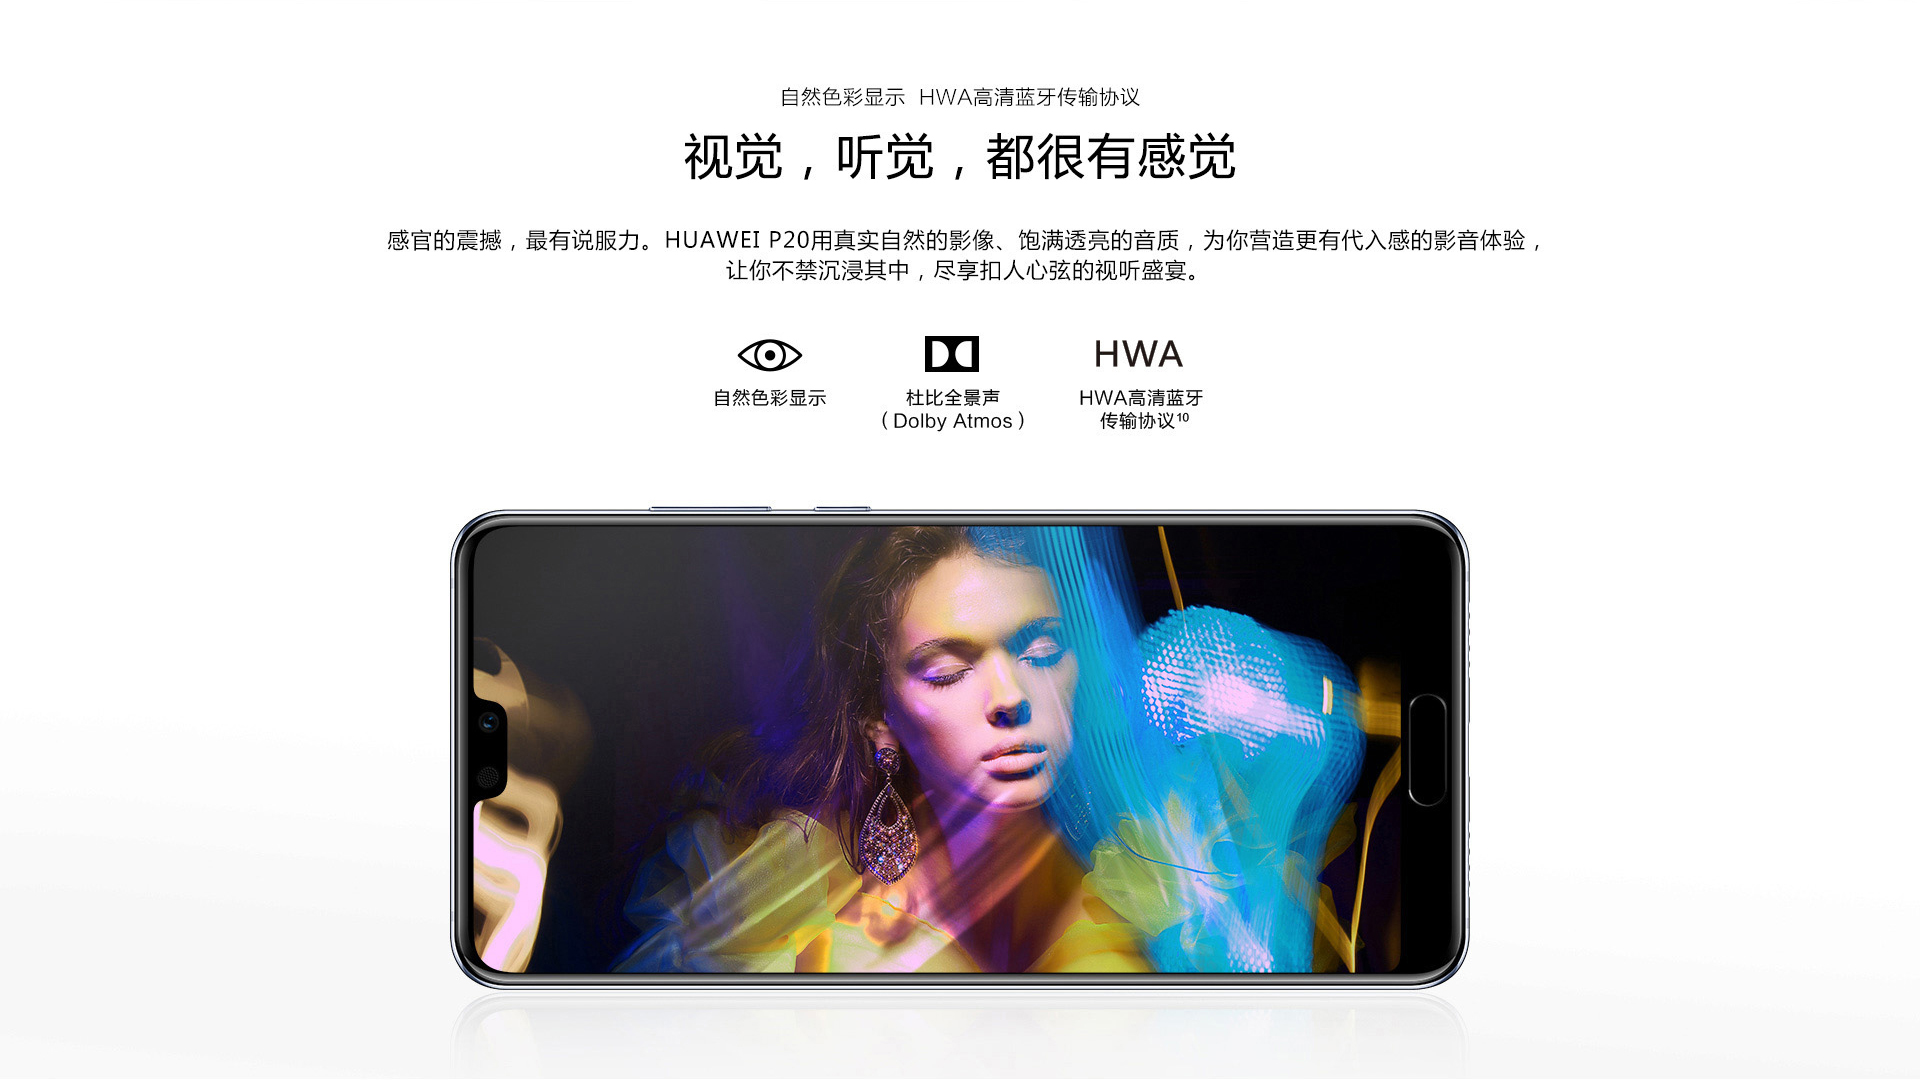 自然色彩显示 HWA高清蓝牙传输协议
视觉，听觉，都很有感觉
感官的震撼，最有说服力。HUAWEI P20用真实自然的影像、饱满透亮的音质，为你营造更有代入感的影音体验，
让你不禁沉浸其中，尽享扣人心弦的视听盛宴。
HWA
自然色彩显示
杜比全景声
（Dolby Atmos）
HWA高清蓝牙
传输协议¹⁰